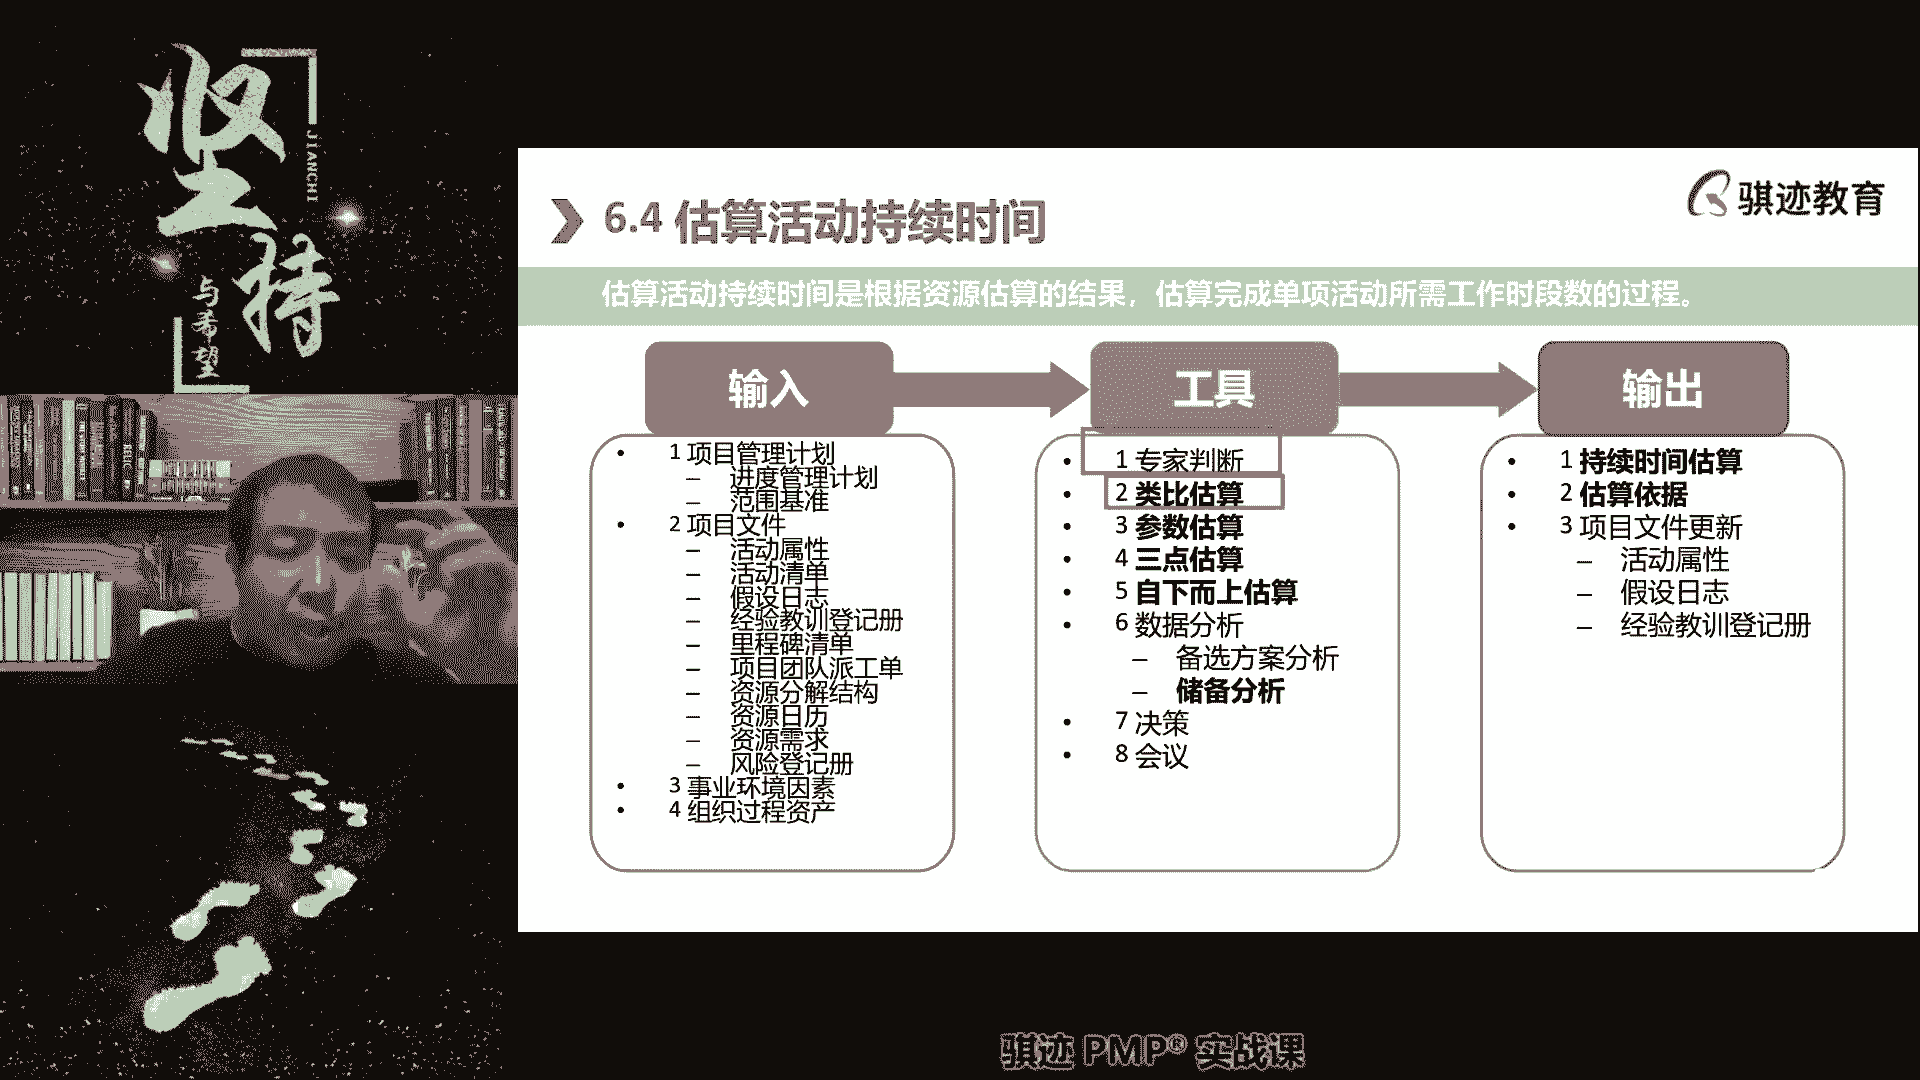 坚持
JIANCHI
与希望
骐迹教育
6.4 估算活动持续时间
估算活动持续时间是根据资源估算的结果，估算完成单项活动所需工作时段数的过程。
输入
• 1 项目管理计划
– 进度管理计划
– 范围基准
• 2 项目文件
– 活动属性
– 活动清单
– 假设日志
– 经验教训登记册
– 里程碑清单
– 项目团队派工单
– 资源分解结构
– 资源日历
– 资源需求
– 风险登记册
• 3 事业环境因素
• 4 组织过程资产
工具
• 1 专家判断
• 2 类比估算
• 3 参数估算
• 4 三点估算
• 5 自下而上估算
• 6 数据分析
– 备选方案分析
– 储备分析
• 7 决策
• 8 会议
输出
• 1 持续时间估算
• 2 估算依据
• 3 项目文件更新
– 活动属性
– 假设日志
– 经验教训登记册
骐迹 PMP® 实战课